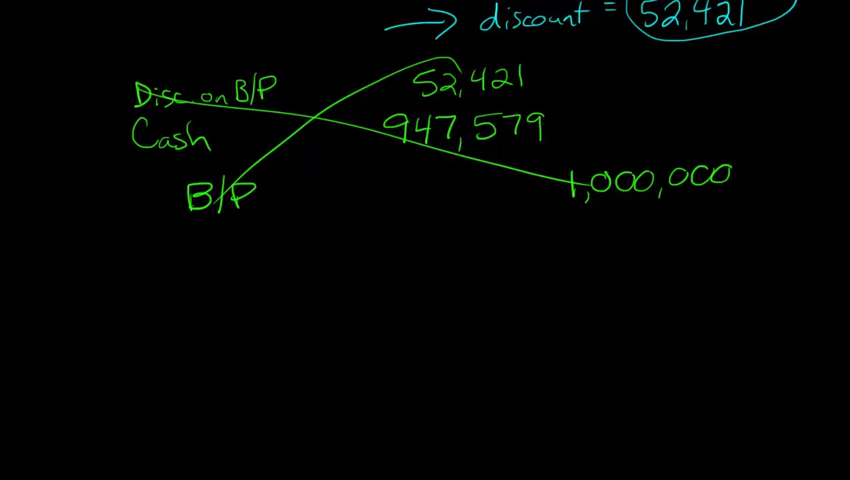 → discount = 52,421
Disc. on B/P 52,421
Cash 947,579
B/P 1,000,000